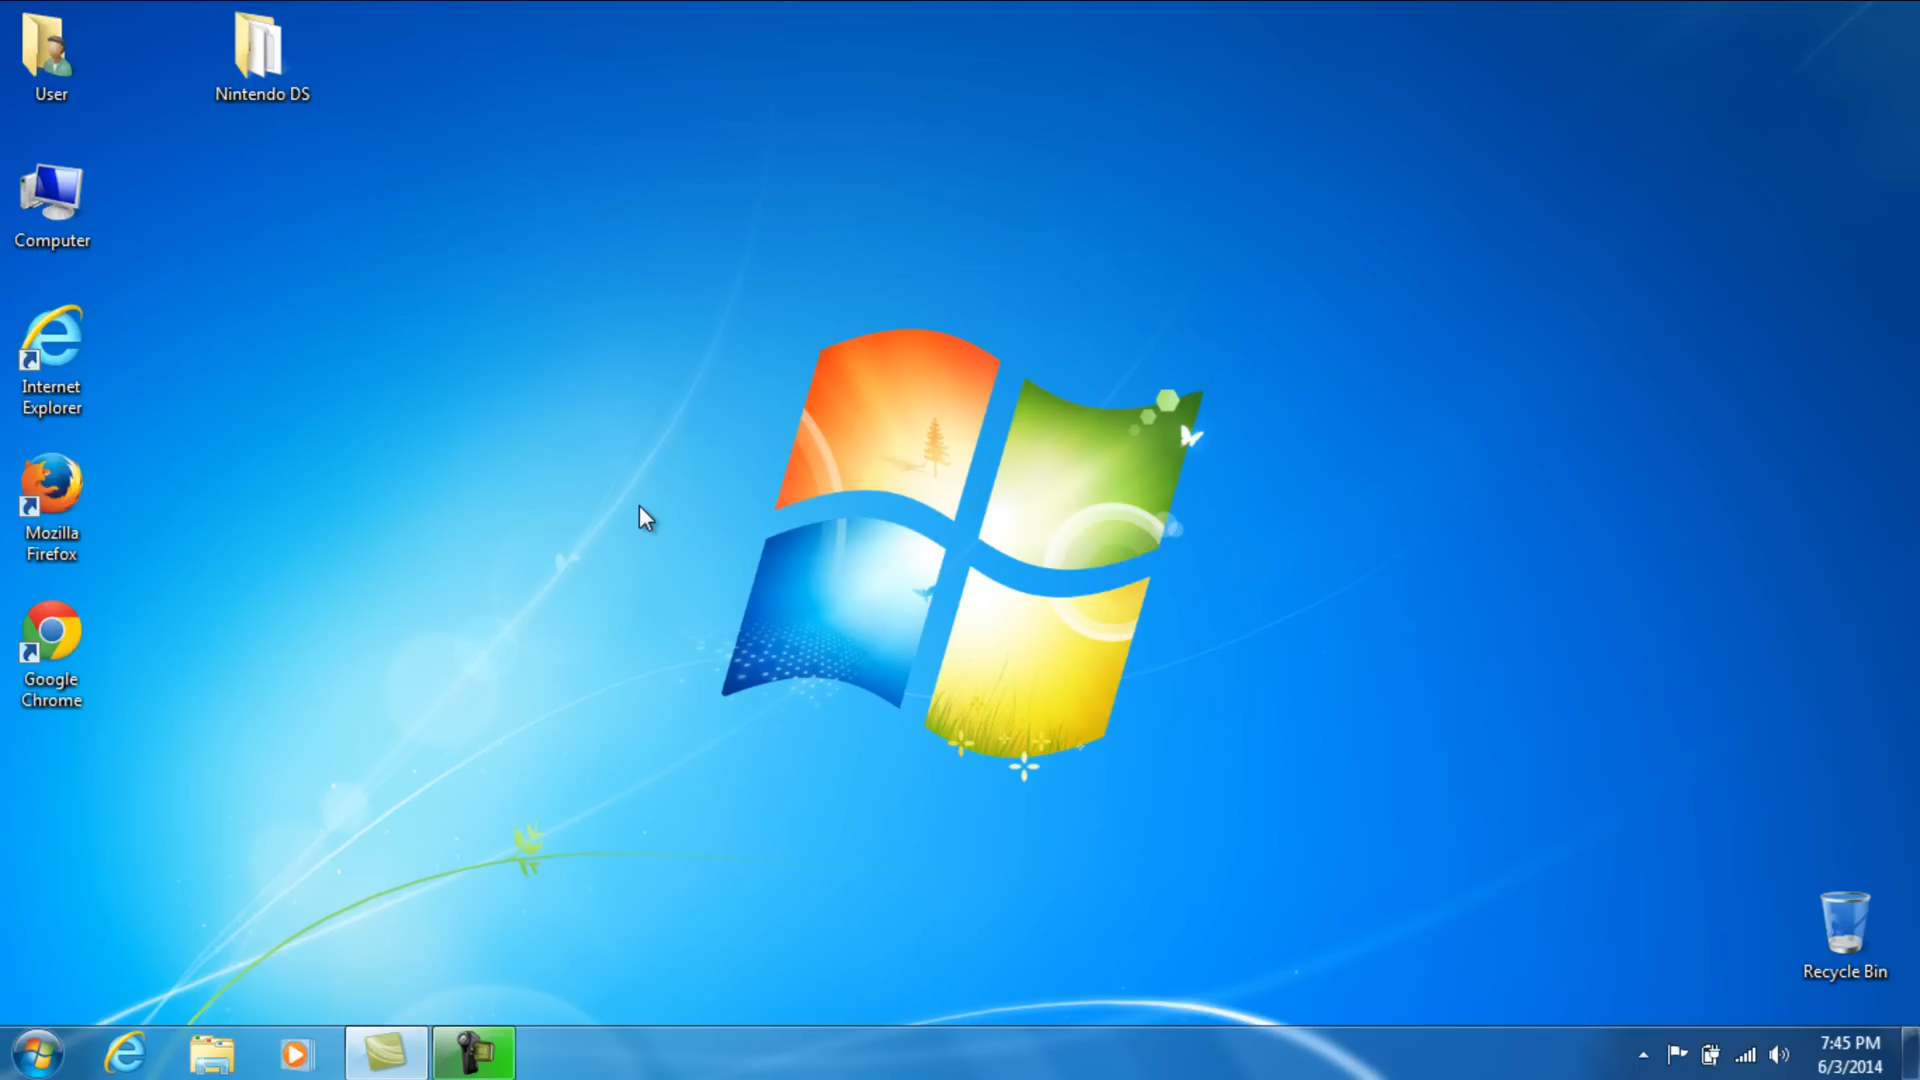 User
Nintendo DS
Computer
Internet
Explorer
Mozilla
Firefox
Google
Chrome
Recycle Bin
7:45 PM
6/3/2014